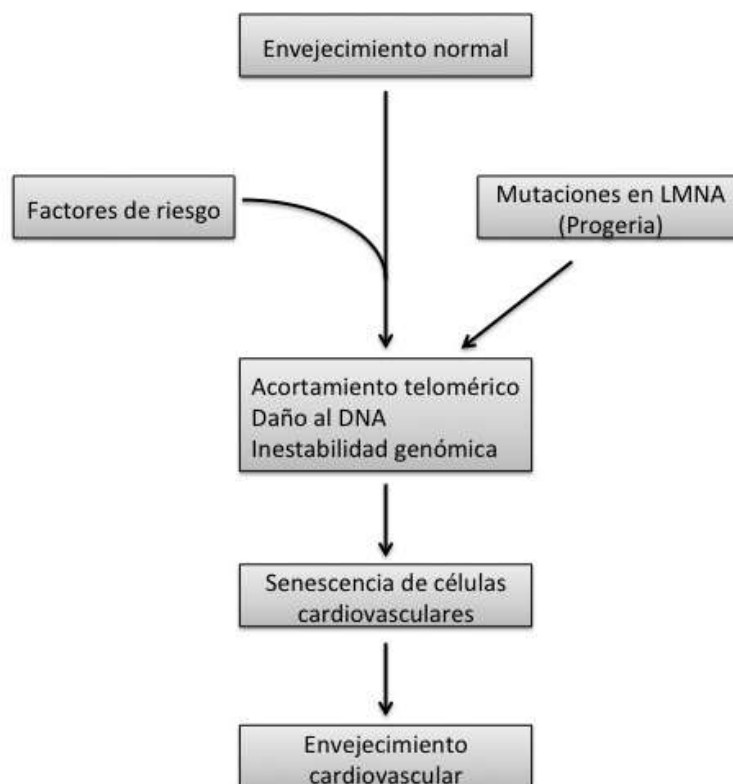 Envejecimiento normal
Factores de riesgo
Mutaciones en LMNA
(Progeria)
Acortamiento telomérico
Daño al DNA
Inestabilidad genómica
Senescencia de células
cardiovasculares
Envejecimiento
cardiovascular